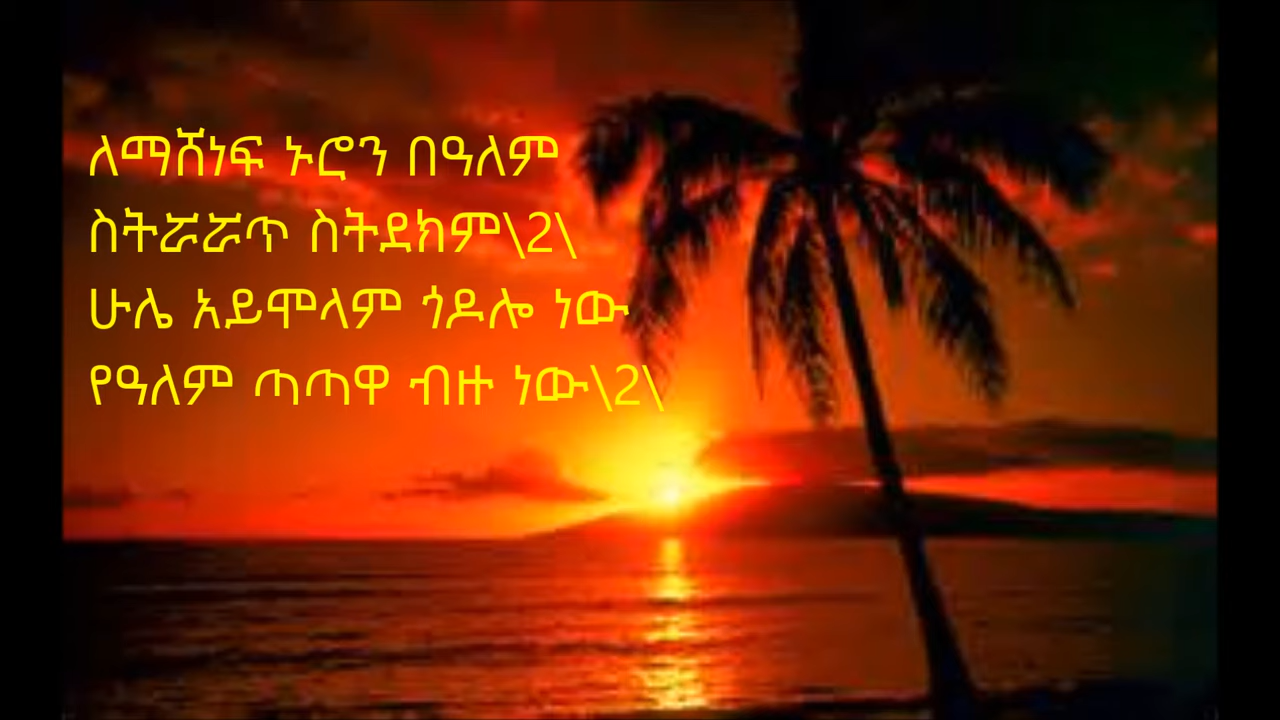 ለማሸነፍ ኑሮን በዓለም
ስትሯሯጥ ስትደክም\2\
ሁሌ አይሞላም ጎዶሎ ነው
የዓለም ጣጣዋ ብዙ ነው\2\